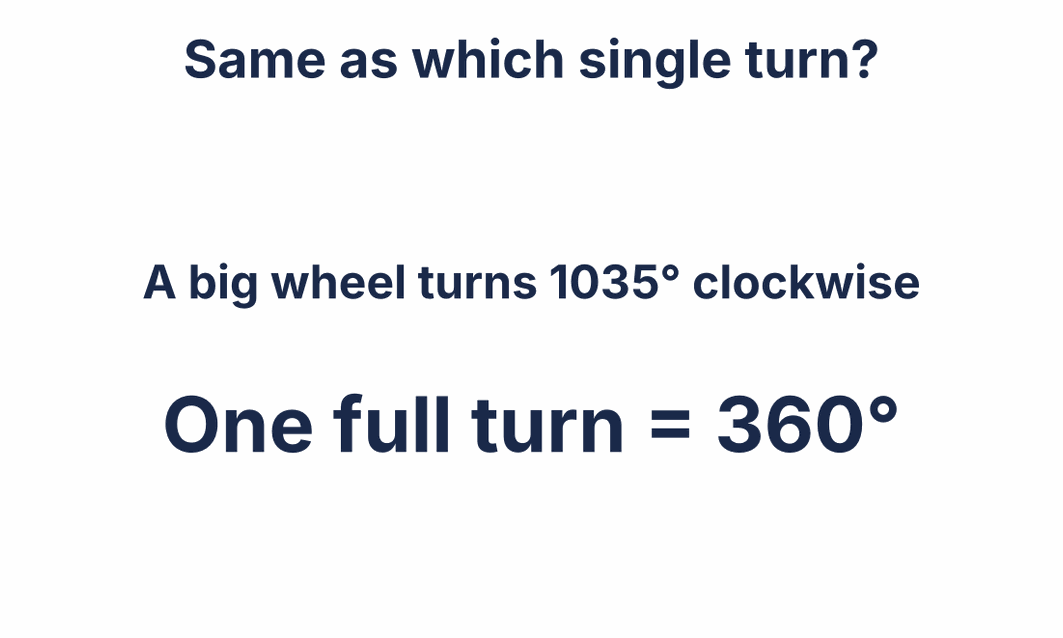 Same as which single turn?
A big wheel turns 1035° clockwise
One full turn = 360°